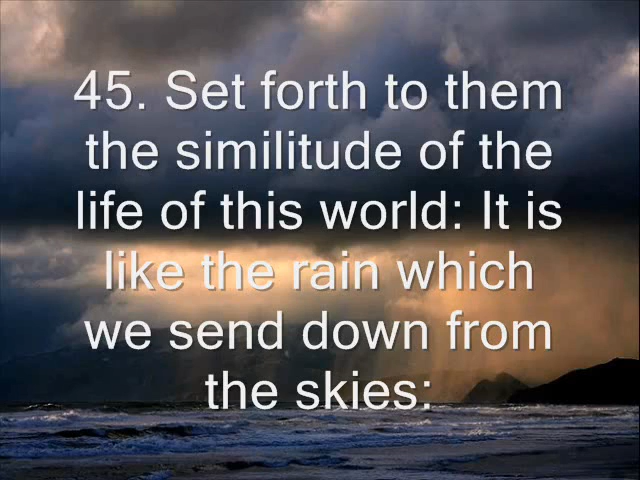 45. Set forth to them
the similitude of the
life of this world: It is
like the rain which
we send down from
the skies: